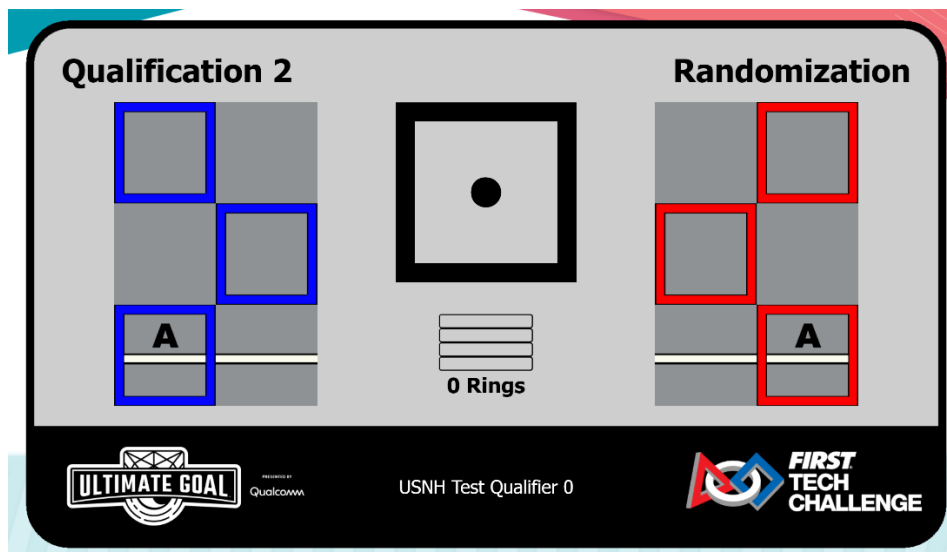 Qualification 2
Randomization
A
A
0 Rings
ULTIMATE GOAL
PRESENTED BY
Qualcomm
USNH Test Qualifier 0
FIRST
TECH
CHALLENGE